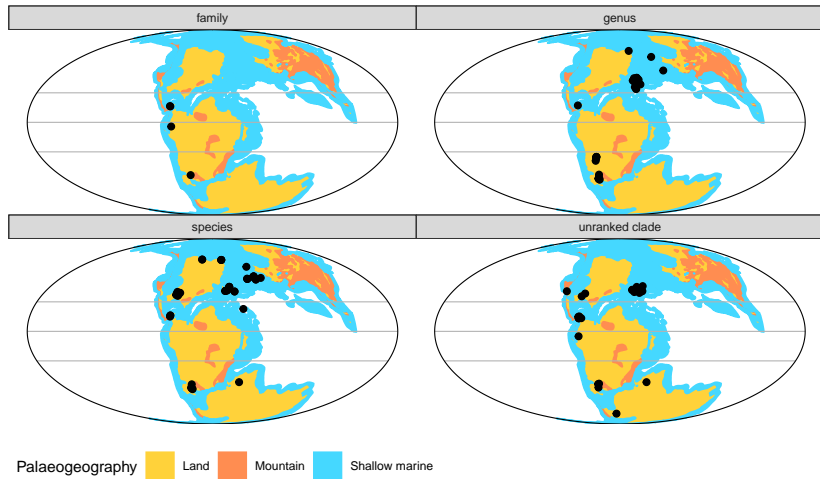 family
genus
species
unranked clade
Palaeogeography
Land
Mountain
Shallow marine